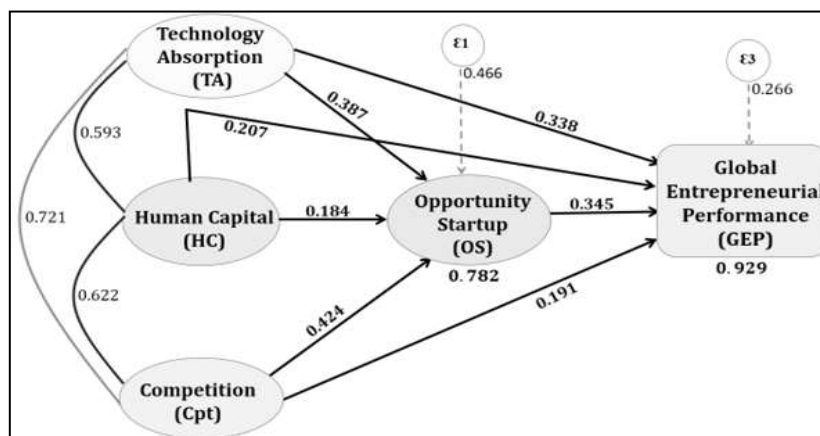 Technology
Absorption
(TA)
ε1
0.466
ε3
0.266
0.387
0.338
0.593
0.207
Global
Entrepreneurial
Performance
(GEP)
0.929
Human Capital
(HC)
0.184
Opportunity
Startup
(OS)
0.782
0.345
0.721
0.622
0.424
0.191
Competition
(Cpt)